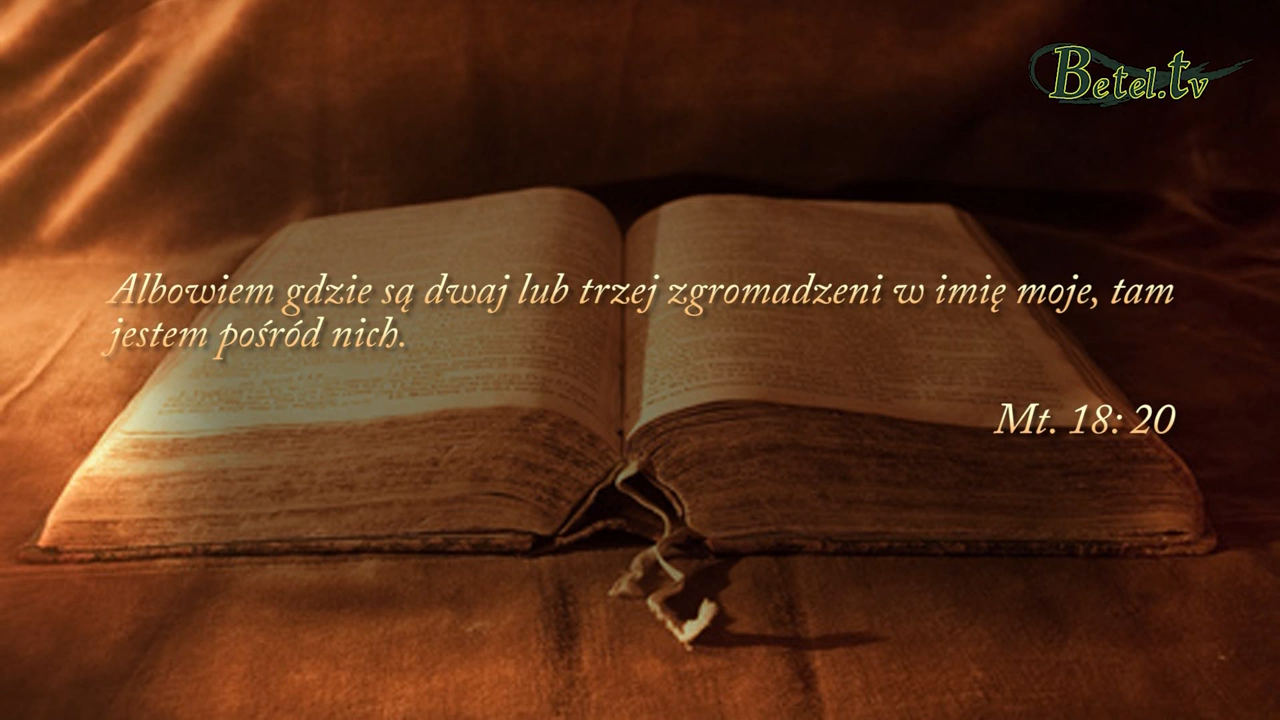 Betel.tv
Albowiem gdzie są dwaj lub trzej zgromadzeni w imię moje, tam
jestem pośród nich.
Mt. 18: 20